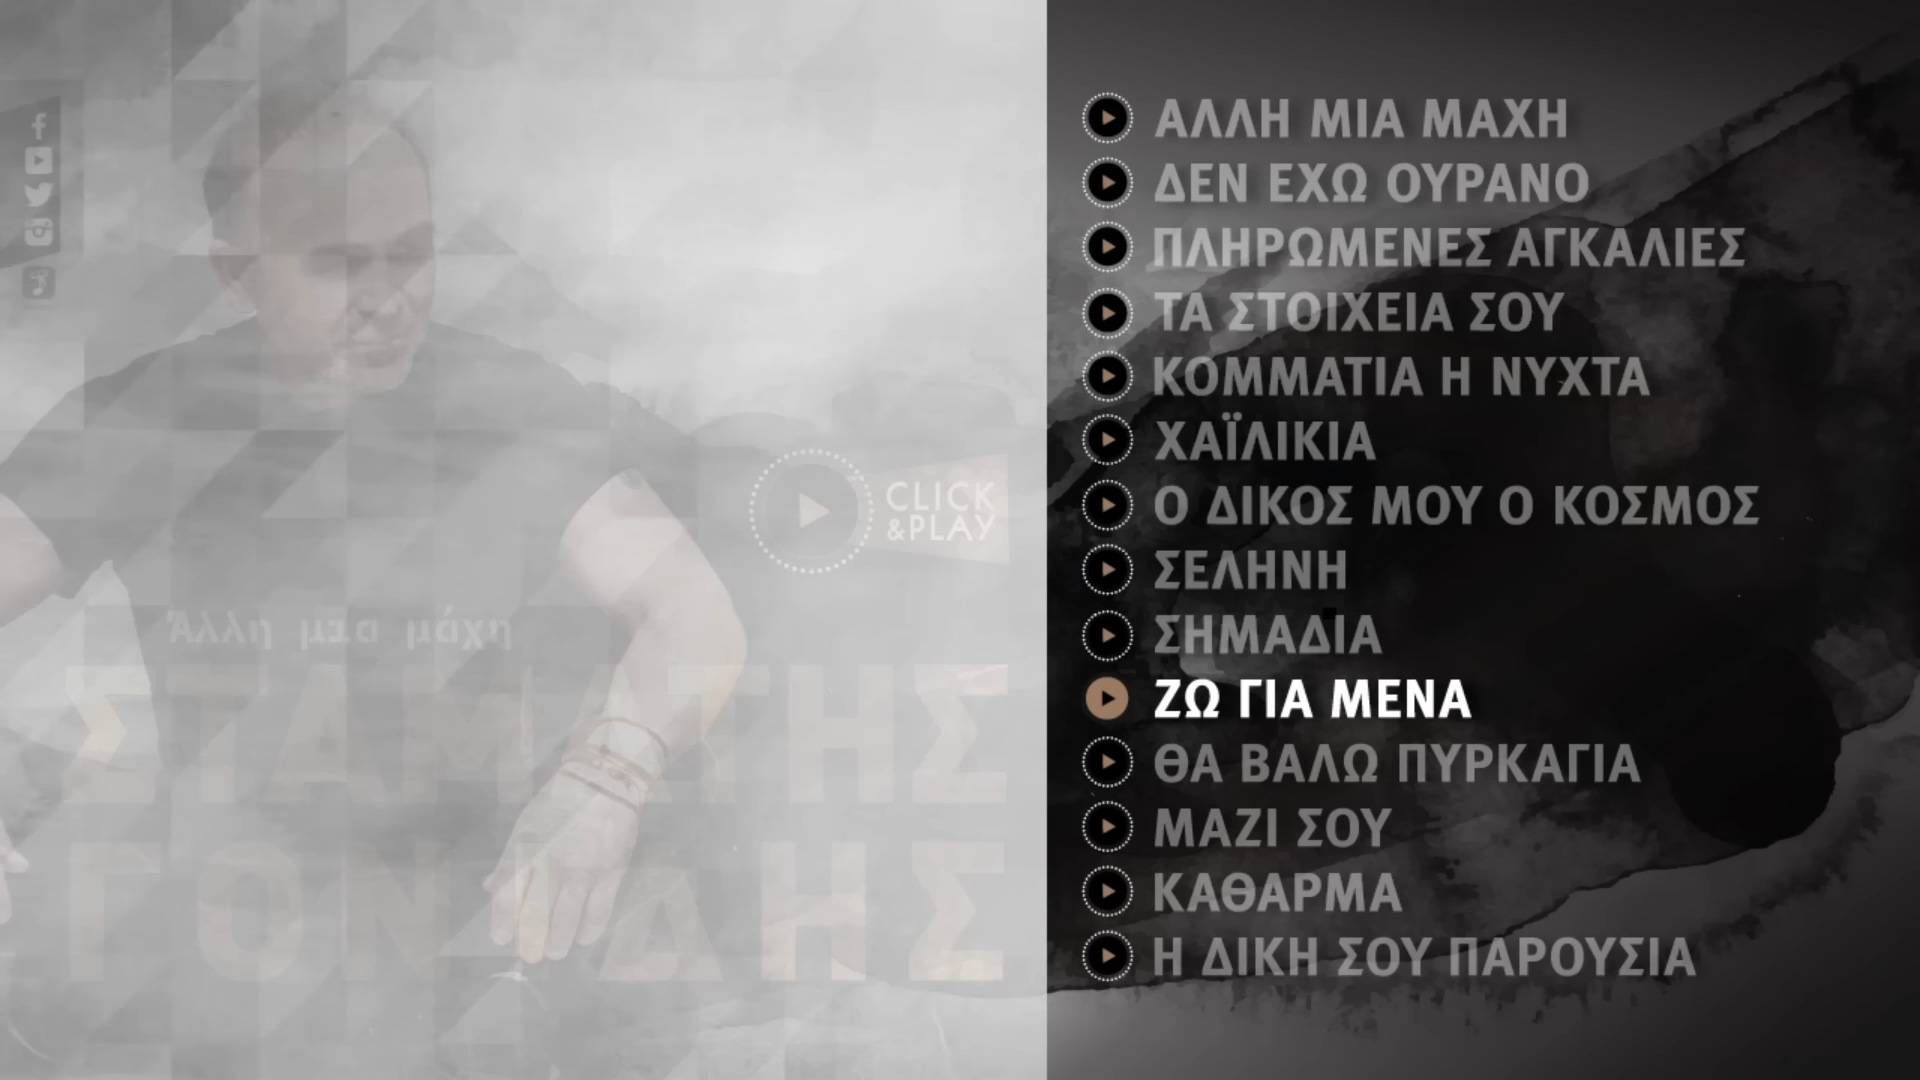 CLICK
&PLAY
Άλλη μια μάχη
ΣΤΑΜΑΤΗΣ
ΓΟΝΙΔΗΣ
ΑΛΛΗ ΜΙΑ ΜΑΧΗ
ΔΕΝ ΕΧΩ ΟΥΡΑΝΟ
ΠΛΗΡΩΜΕΝΕΣ ΑΓΚΑΛΙΕΣ
ΤΑ ΣΤΟΙΧΕΙΑ ΣΟΥ
ΚΟΜΜΑΤΙΑ Η ΝΥΧΤΑ
ΧΑΪΛΙΚΙΑ
Ο ΔΙΚΟΣ ΜΟΥ Ο ΚΟΣΜΟΣ
ΣΕΛΗΝΗ
ΣΗΜΑΔΙΑ
ΖΩ ΓΙΑ ΜΕΝΑ
ΘΑ ΒΑΛΩ ΠΥΡΚΑΓΙΑ
ΜΑΖΙ ΣΟΥ
ΚΑΘΑΡΜΑ
Η ΔΙΚΗ ΣΟΥ ΠΑΡΟΥΣΙΑ